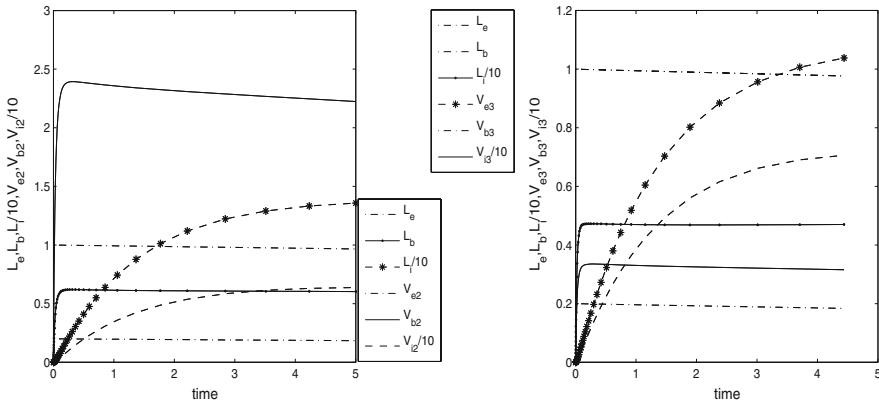 L_e, L_b, L_i/10, V_e2, V_b2, V_i2/10
3
2.5
2
1.5
1
0.5
0
0
1
2
3
4
5
time
L_e
L_b
L_i/10
V_e2
V_b2
V_i2/10
L_e
L_b
L_i/10
V_e3
V_b3
V_i3/10
L_e, L_b, L_i/10, V_e3, V_b3, V_i3/10
1.2
1
0.8
0.6
0.4
0.2
0
0
1
2
3
4
5
time